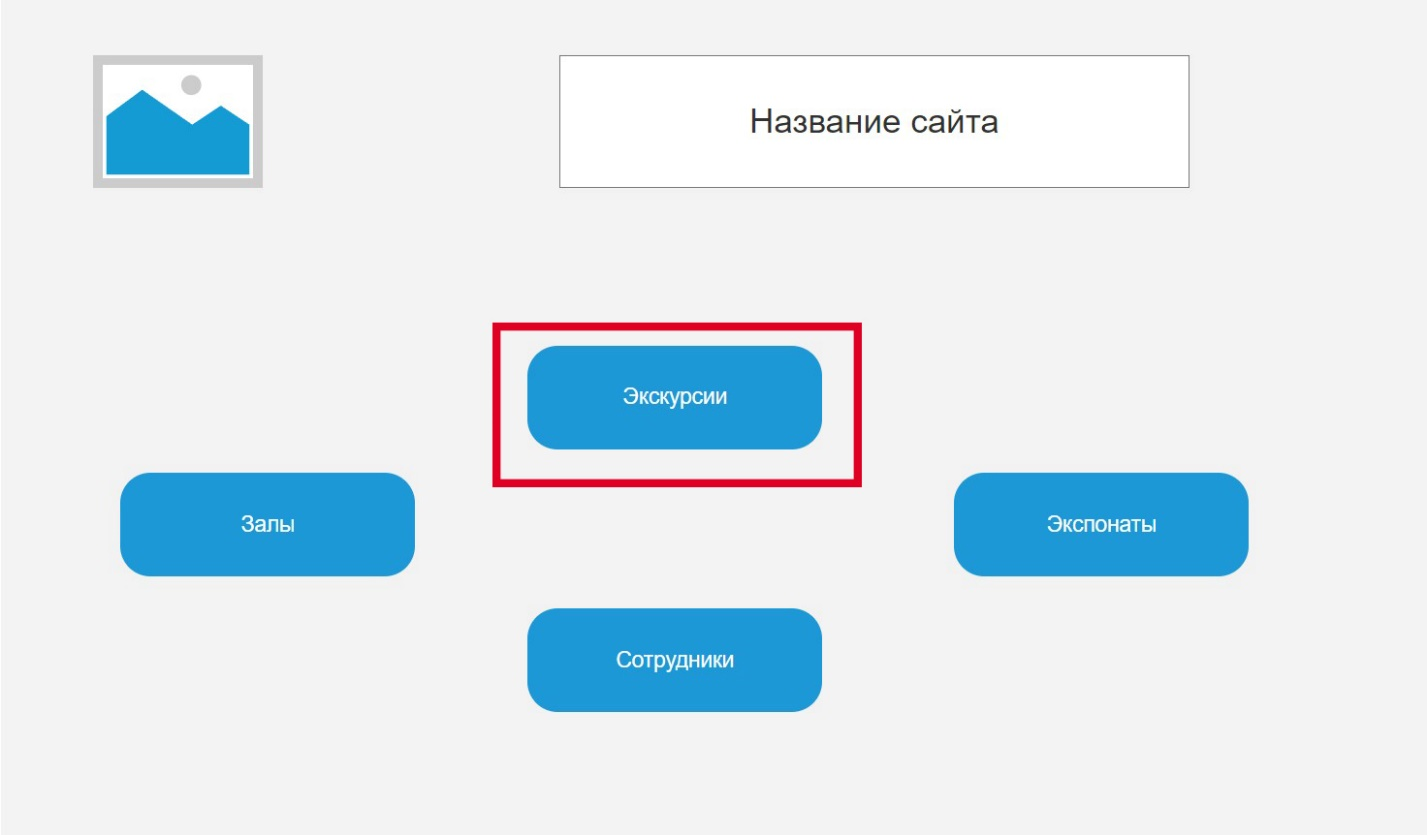 Название сайта
Экскурсии
Залы
Экспонаты
Сотрудники